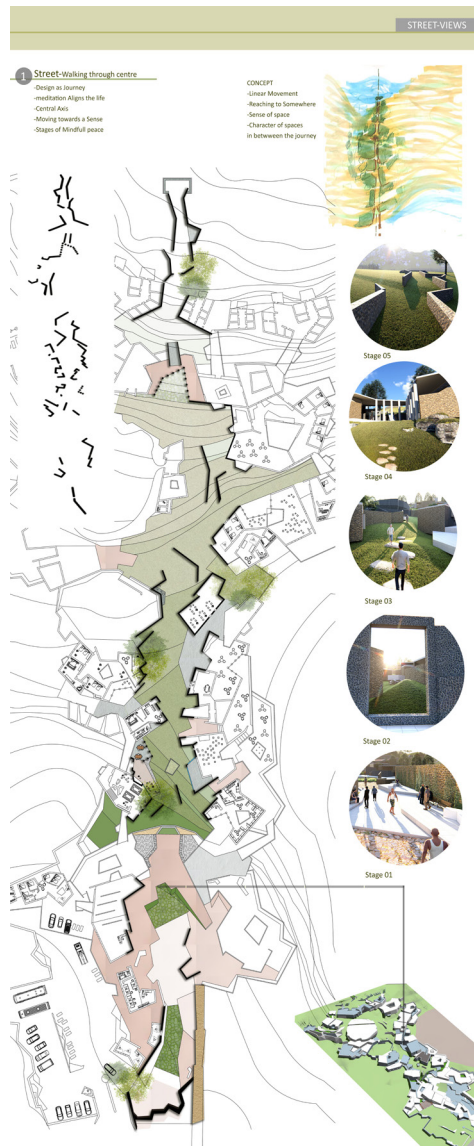 STREET-VIEWS
1 Street-Walking through centre
-Design as Journey
-meditation Aligns the life
-Central Axis
-Moving towards a Sense
-Stages of Mindfull peace
CONCEPT
-Linear Movement
-Reaching to Somewhere
-Sense of space
-Character of spaces
in betwween the journey
Stage 05
Stage 04
Stage 03
Stage 02
Stage 01